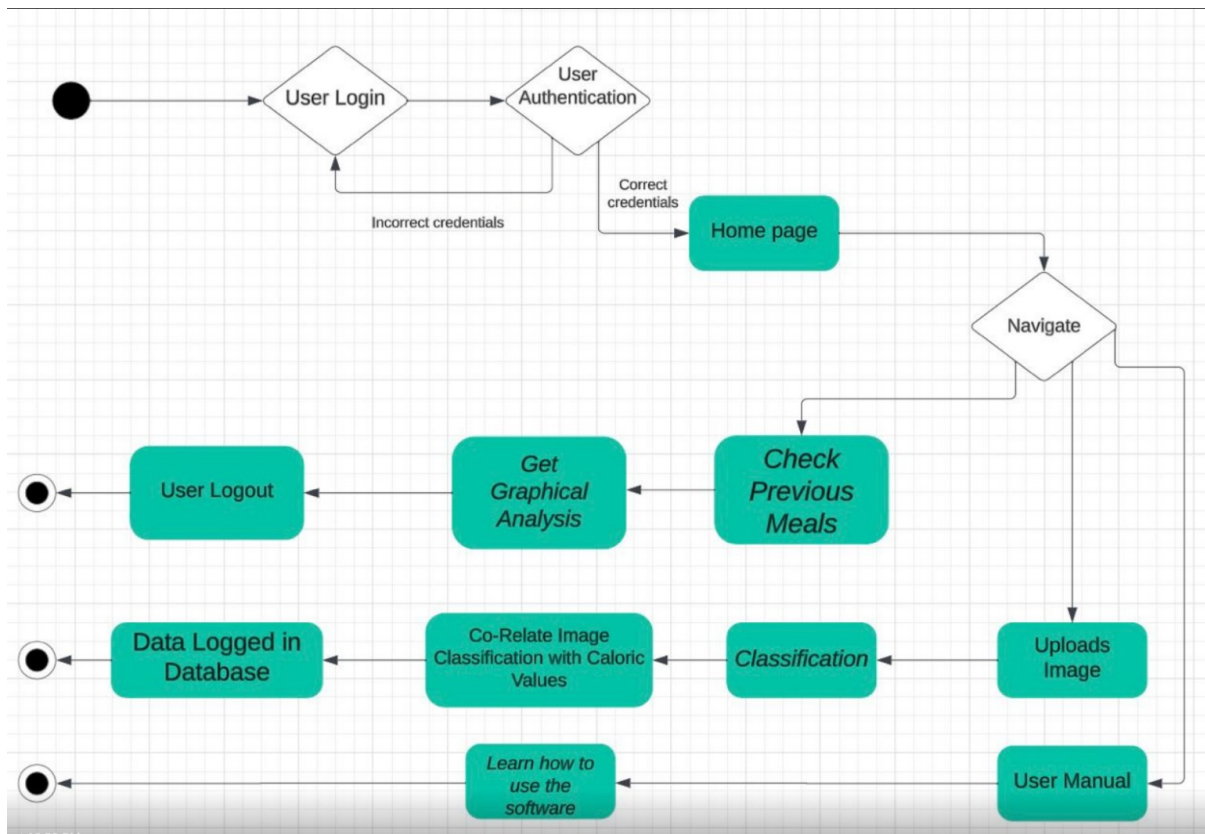 User Login
User
Authentication
Incorrect credentials
Correct
credentials
Home page
Navigate
Check
Previous
Meals
Get
Graphical
Analysis
User Logout
Uploads
Image
Classification
Co-Relate Image
Classification with Caloric
Values
Data Logged in
Database
User Manual
Learn how to
use the
software